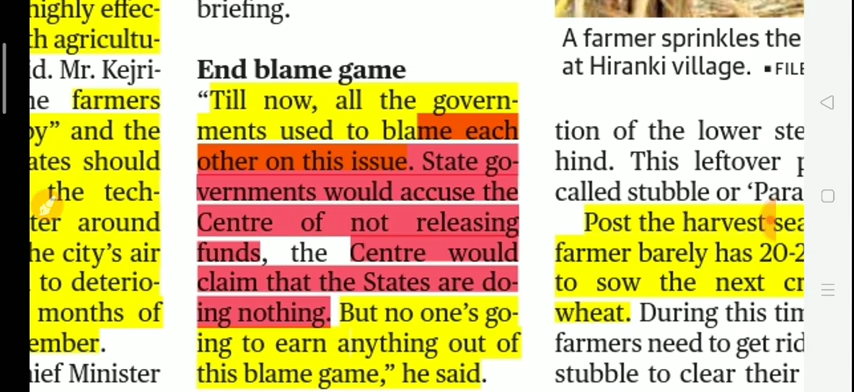 highly effec-
th agricultu-
id. Mr. Kejri-
he farmers
by” and the
ates should
the tech-
ter around
he city’s air
to deterio-
months of
ember.
ief Minister
briefing.
End blame game
“Till now, all the govern-
ments used to blame each
other on this issue. State go-
vernments would accuse the
Centre of not releasing
funds, the Centre would
claim that the States are do-
ing nothing. But no one’s go-
ing to earn anything out of
this blame game,” he said.
A farmer sprinkles the
at Hiranki village. ▪FILE
tion of the lower ste
hind. This leftover p
called stubble or ‘Para
Post the harvest sea
farmer barely has 20-2
to sow the next cr
wheat. During this tim
farmers need to get rid
stubble to clear their